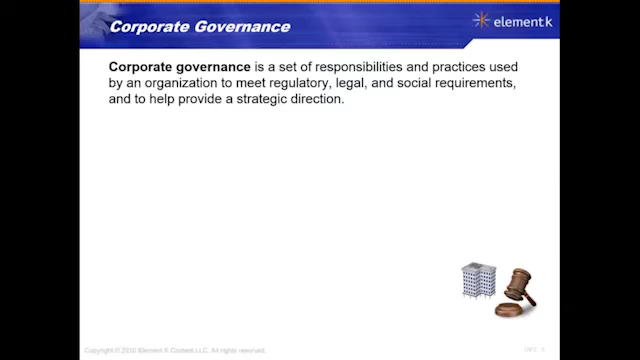 Corporate Governance
element k
Corporate governance is a set of responsibilities and practices used
by an organization to meet regulatory, legal, and social requirements,
and to help provide a strategic direction.
Copyright © 2010 Element K Content LLC. All rights reserved.